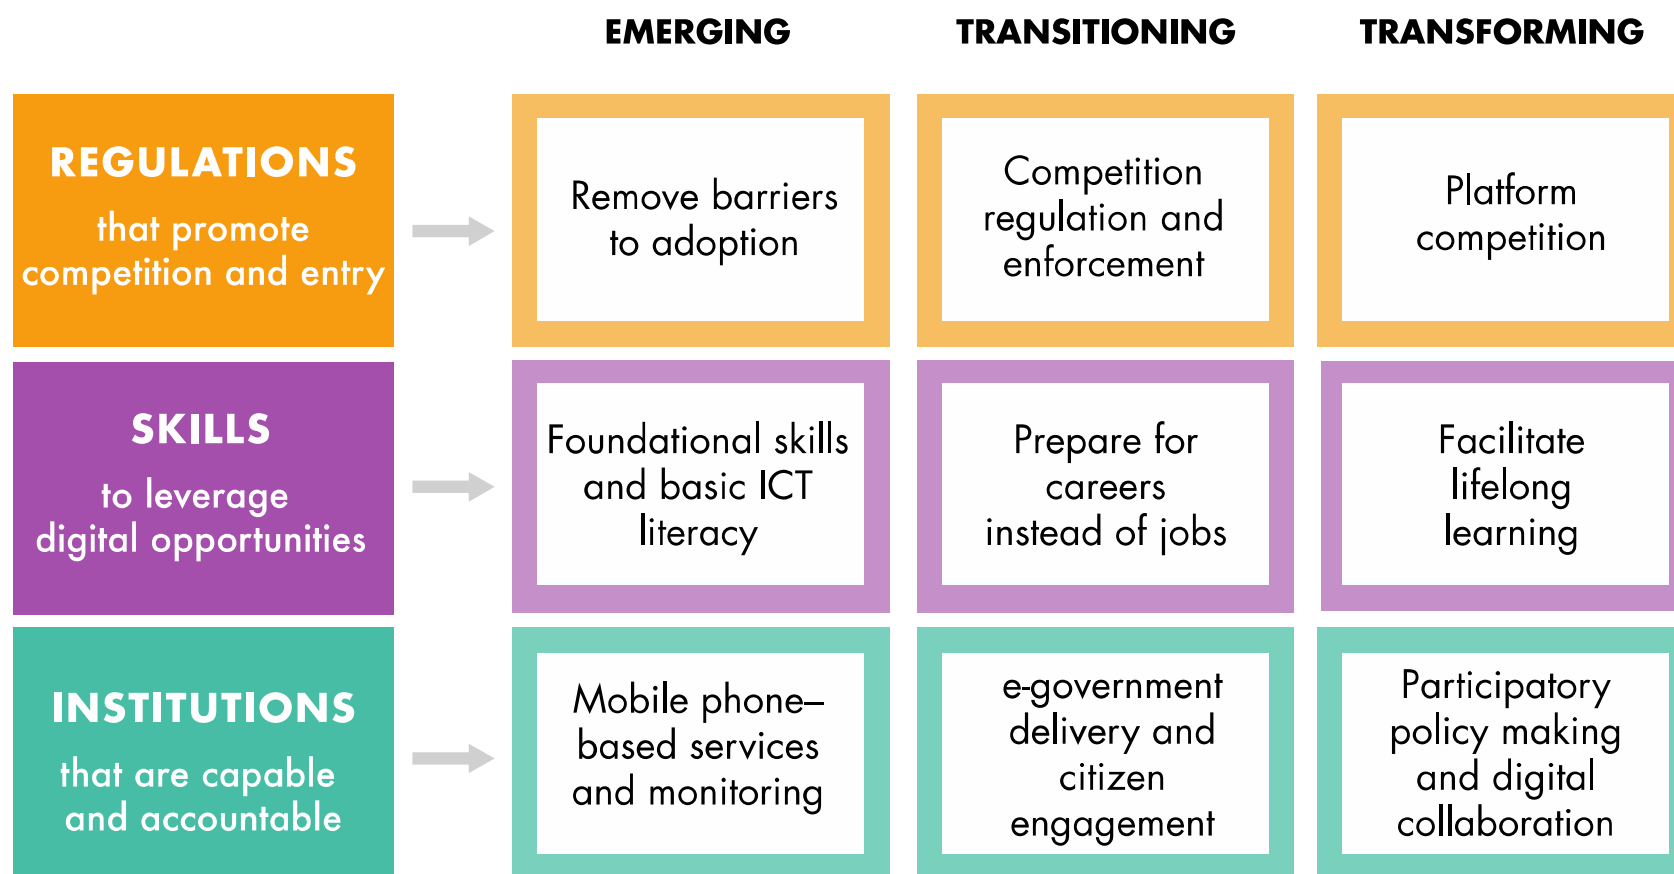 EMERGING
TRANSITIONING
TRANSFORMING
REGULATIONS
that promote
competition and entry
Remove barriers
to adoption
Competition
regulation and
enforcement
Platform
competition
SKILLS
to leverage
digital opportunities
Foundational skills
and basic ICT
literacy
Prepare for
careers
instead of jobs
Facilitate
lifelong
learning
INSTITUTIONS
that are capable
and accountable
Mobile phone–
based services
and monitoring
e-government
delivery and
citizen
engagement
Participatory
policy making
and digital
collaboration